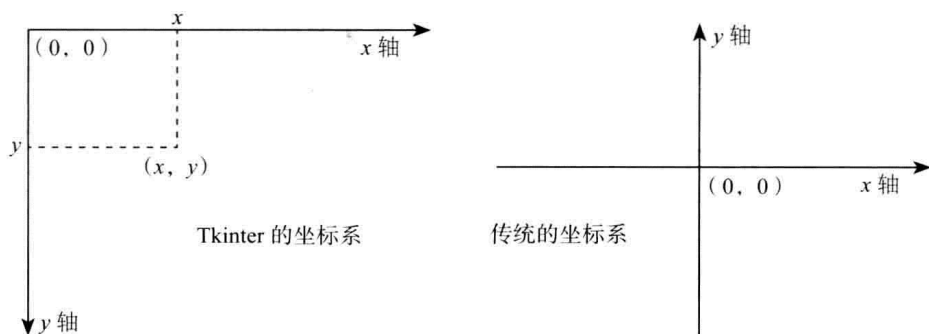 x
(0, 0)
x 轴
y
(x, y)
Tkinter 的坐标系
y 轴
y 轴
(0, 0)
x 轴
传统的坐标系